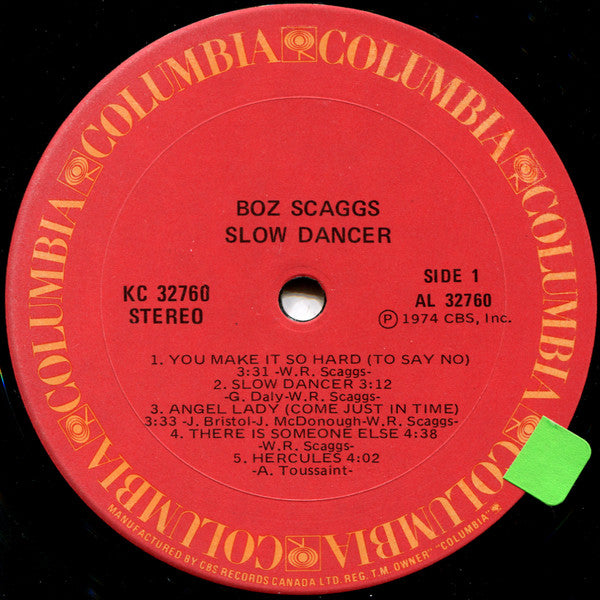 COLUMBIA COLUMBIA COLUMBIA COLUMBIA COLUMBIA COLUMBIA
BOZ SCAGGS
SLOW DANCER
KC 32760
STEREO
SIDE 1
AL 32760
Ⓟ 1974 CBS, Inc.
1. YOU MAKE IT SO HARD (TO SAY NO)
3:31 -W.R. Scaggs-
2. SLOW DANCER 3:12
-G. Daly-W.R. Scaggs-
3. ANGEL LADY (COME JUST IN TIME)
3:33 -J. Bristol-J. McDonough-W.R. Scaggs-
4. THERE IS SOMEONE ELSE 4:38
-W.R. Scaggs-
5. HERCULES 4:02
-A. Toussaint-
MANUFACTURED BY CBS RECORDS CANADA LTD. REG. T.M. OWNER "COLUMBIA"